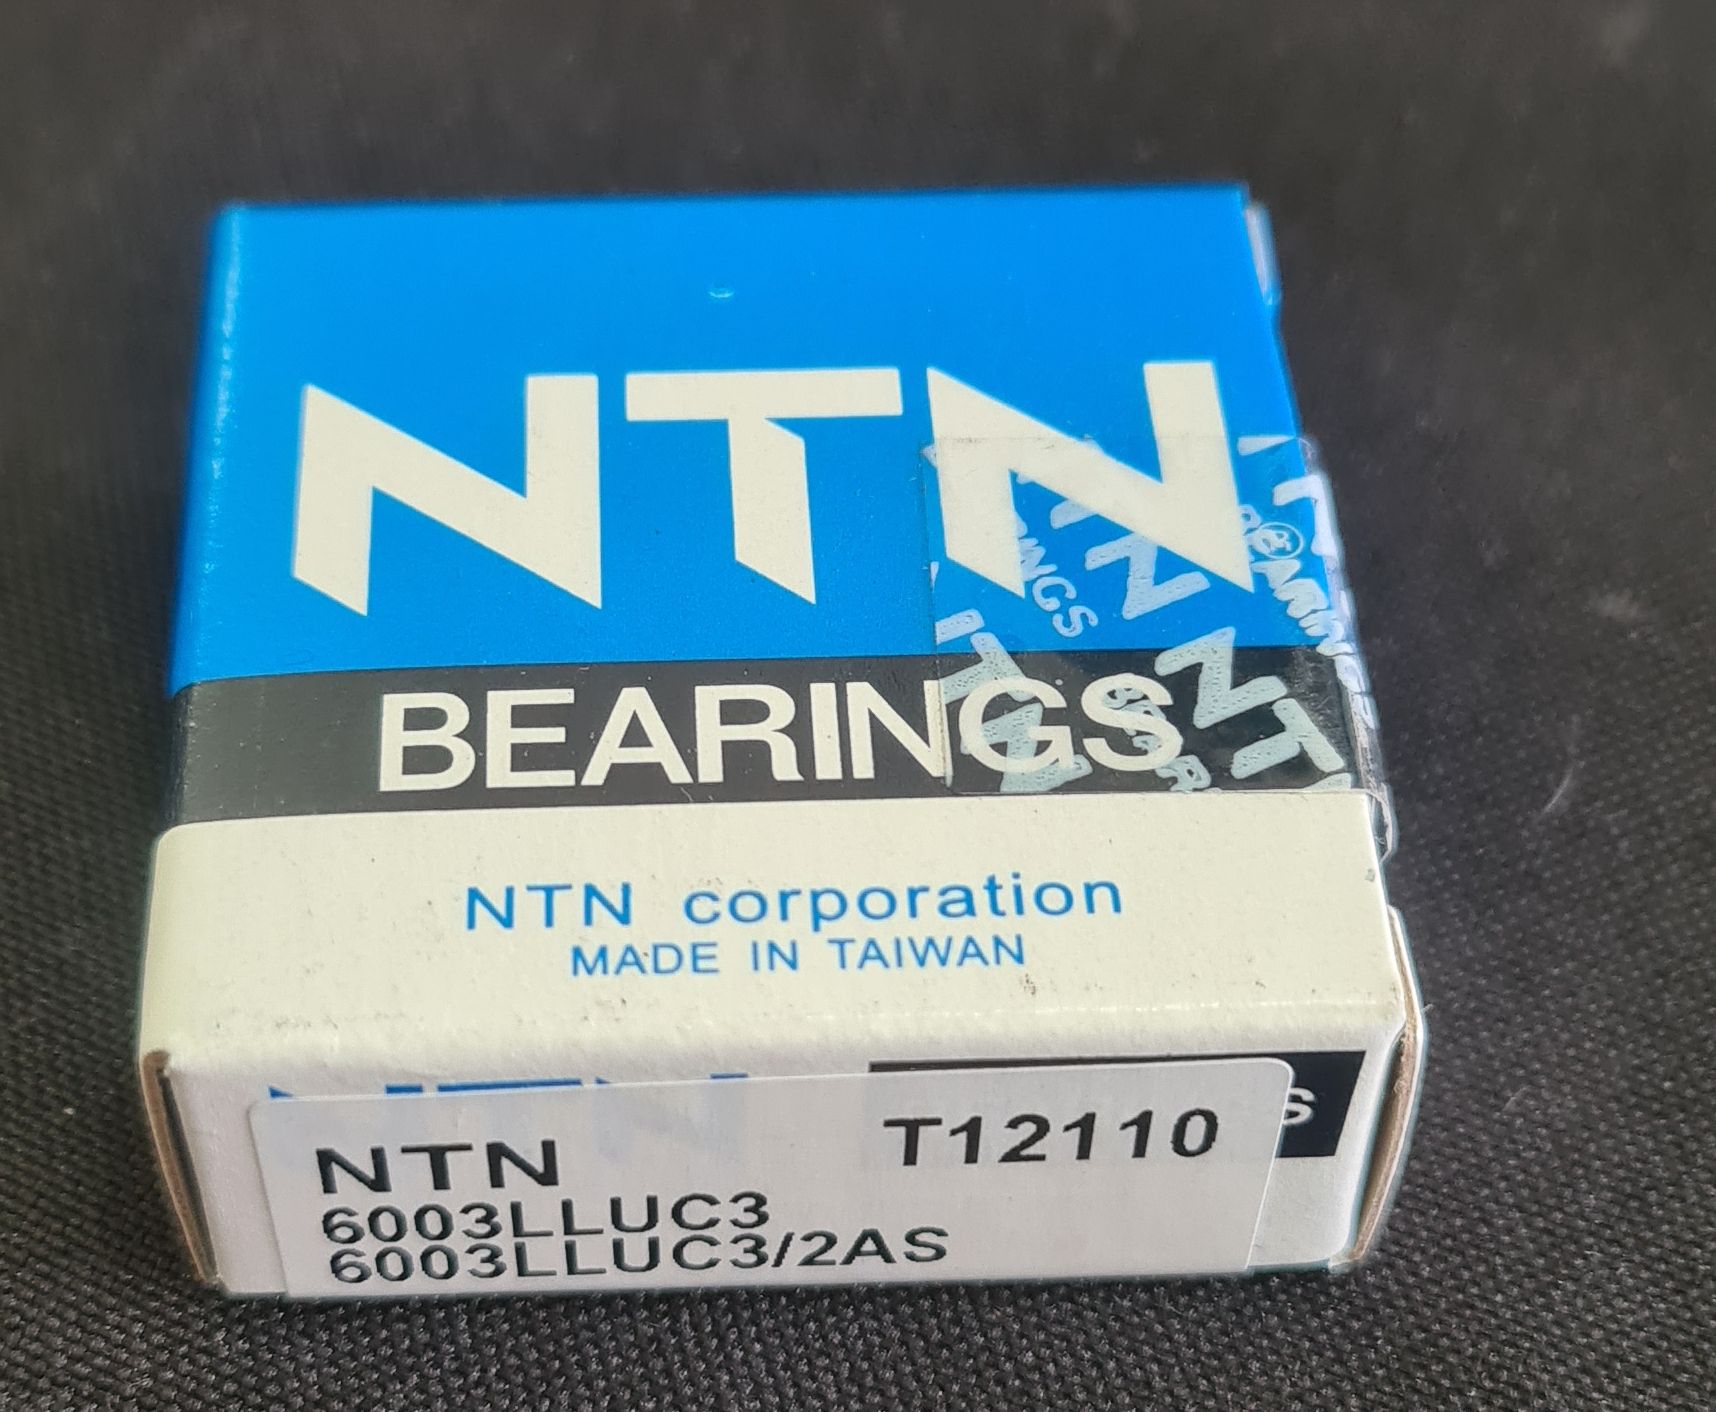 NTN
BEARINGS
NTN corporation
MADE IN TAIWAN
NTN T12110
6003LLUC3
6003LLUC3/2AS